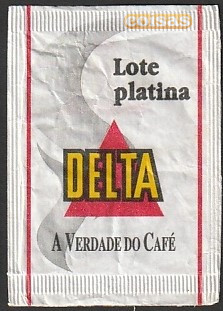 coisas
Lote
platina
DELTA
A VERDADE DO CAFÉ